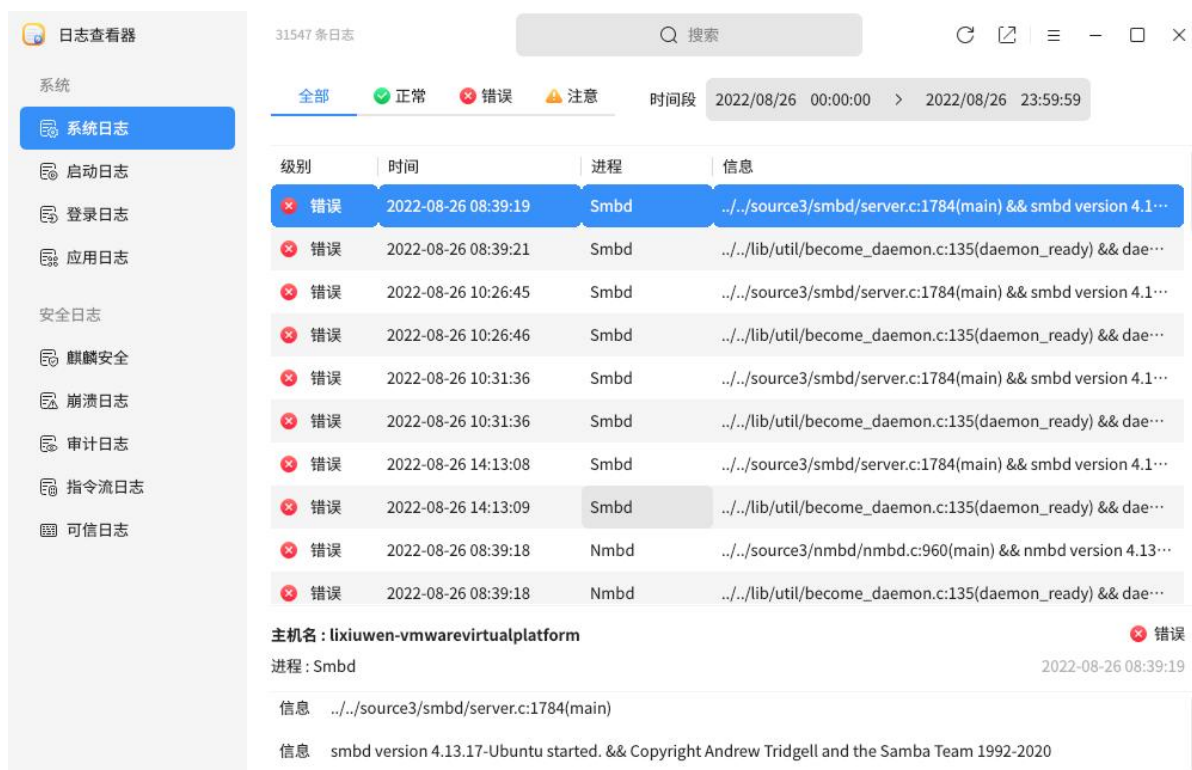 日志查看器
31547 条日志
搜索
系统
系统日志
启动日志
登录日志
应用日志
安全日志
麒麟安全
崩溃日志
审计日志
指令流日志
可信日志
全部 正常 错误 注意 时间段 2022/08/26 00:00:00 > 2022/08/26 23:59:59
级别 时间 进程 信息
错误 2022-08-26 08:39:19 Smbd ../../source3/smbd/server.c:1784(main) && smbd version 4.1···
错误 2022-08-26 08:39:21 Smbd ../../lib/util/become_daemon.c:135(daemon_ready) && dae···
错误 2022-08-26 10:26:45 Smbd ../../source3/smbd/server.c:1784(main) && smbd version 4.1···
错误 2022-08-26 10:26:46 Smbd ../../lib/util/become_daemon.c:135(daemon_ready) && dae···
错误 2022-08-26 10:31:36 Smbd ../../source3/smbd/server.c:1784(main) && smbd version 4.1···
错误 2022-08-26 10:31:36 Smbd ../../lib/util/become_daemon.c:135(daemon_ready) && dae···
错误 2022-08-26 14:13:08 Smbd ../../source3/smbd/server.c:1784(main) && smbd version 4.1···
错误 2022-08-26 14:13:09 Smbd ../../lib/util/become_daemon.c:135(daemon_ready) && dae···
错误 2022-08-26 08:39:18 Nmbd ../../source3/nmbd/nmbd.c:960(main) && nmbd version 4.13···
错误 2022-08-26 08:39:18 Nmbd ../../lib/util/become_daemon.c:135(daemon_ready) && dae···
主机名 : lixiuwen-vmwarevirtualplatform 错误
进程 : Smbd 2022-08-26 08:39:19
信息 ../../source3/smbd/server.c:1784(main)
信息 smbd version 4.13.17-Ubuntu started. && Copyright Andrew Tridgell and the Samba Team 1992-2020